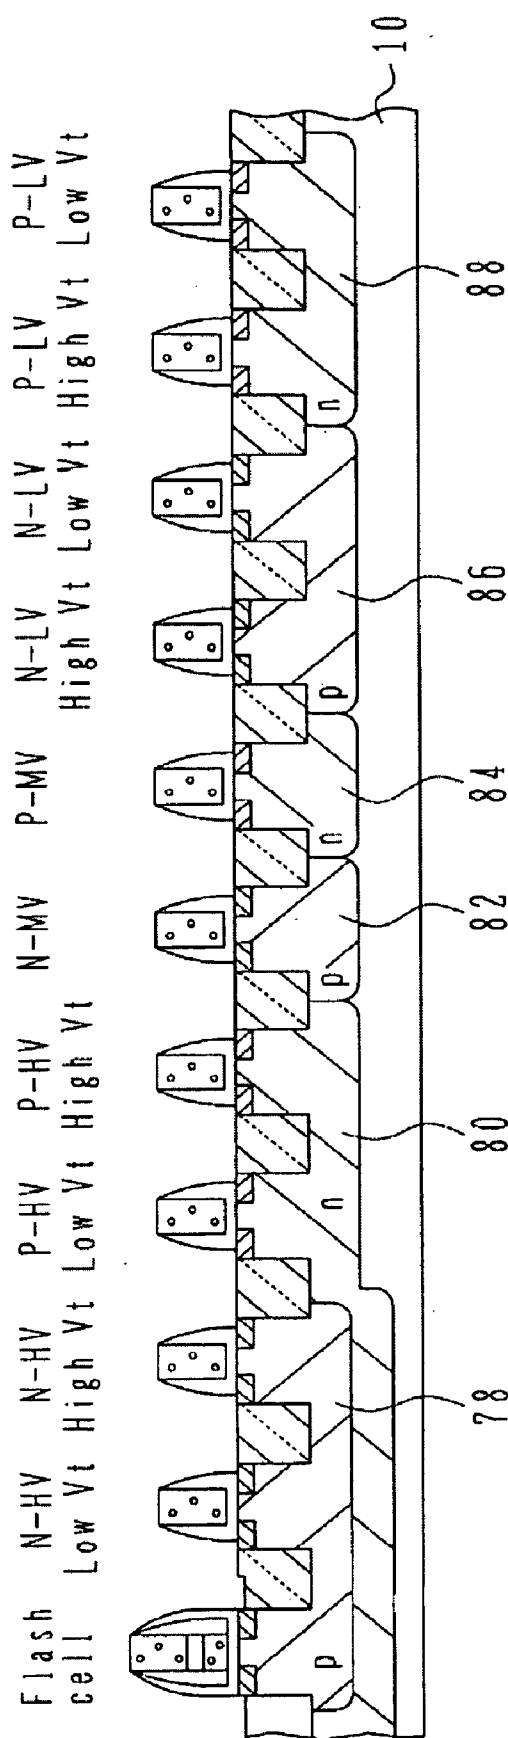 Flash cell
N-HV Low Vt
N-HV High Vt
P-HV Low Vt
P-HV High Vt
N-MV
P-MV
N-LV High Vt
N-LV Low Vt
P-LV High Vt
P-LV Low Vt
p
n
p
n
p
n
78
80
82
84
86
88
10